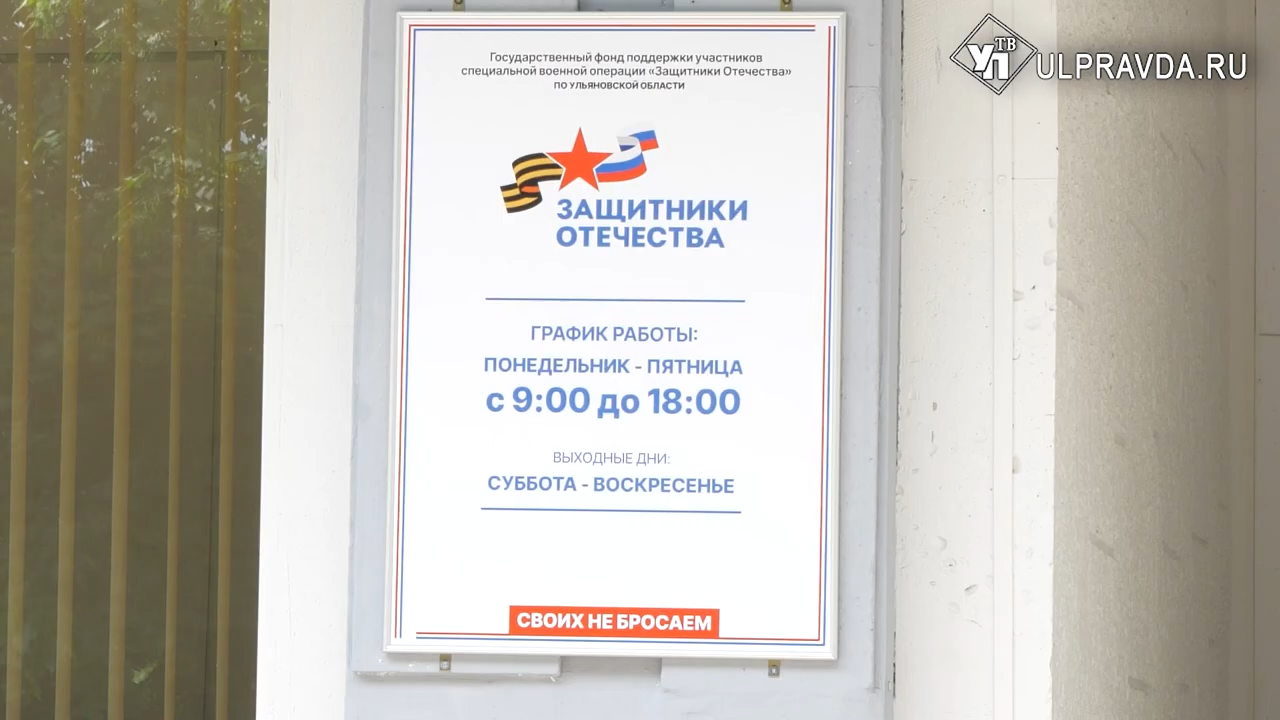 Государственный фонд поддержки участников
специальной военной операции «Защитники Отечества»
ПО УЛЬЯНОВСКОЙ ОБЛАСТИ
ЗАЩИТНИКИ
ОТЕЧЕСТВА
ГРАФИК РАБОТЫ:
ПОНЕДЕЛЬНИК - ПЯТНИЦА
с 9:00 до 18:00
ВЫХОДНЫЕ ДНИ:
СУББОТА - ВОСКРЕСЕНЬЕ
СВОИХ НЕ БРОСАЕМ
УП ТВ ULPRAVDA.RU